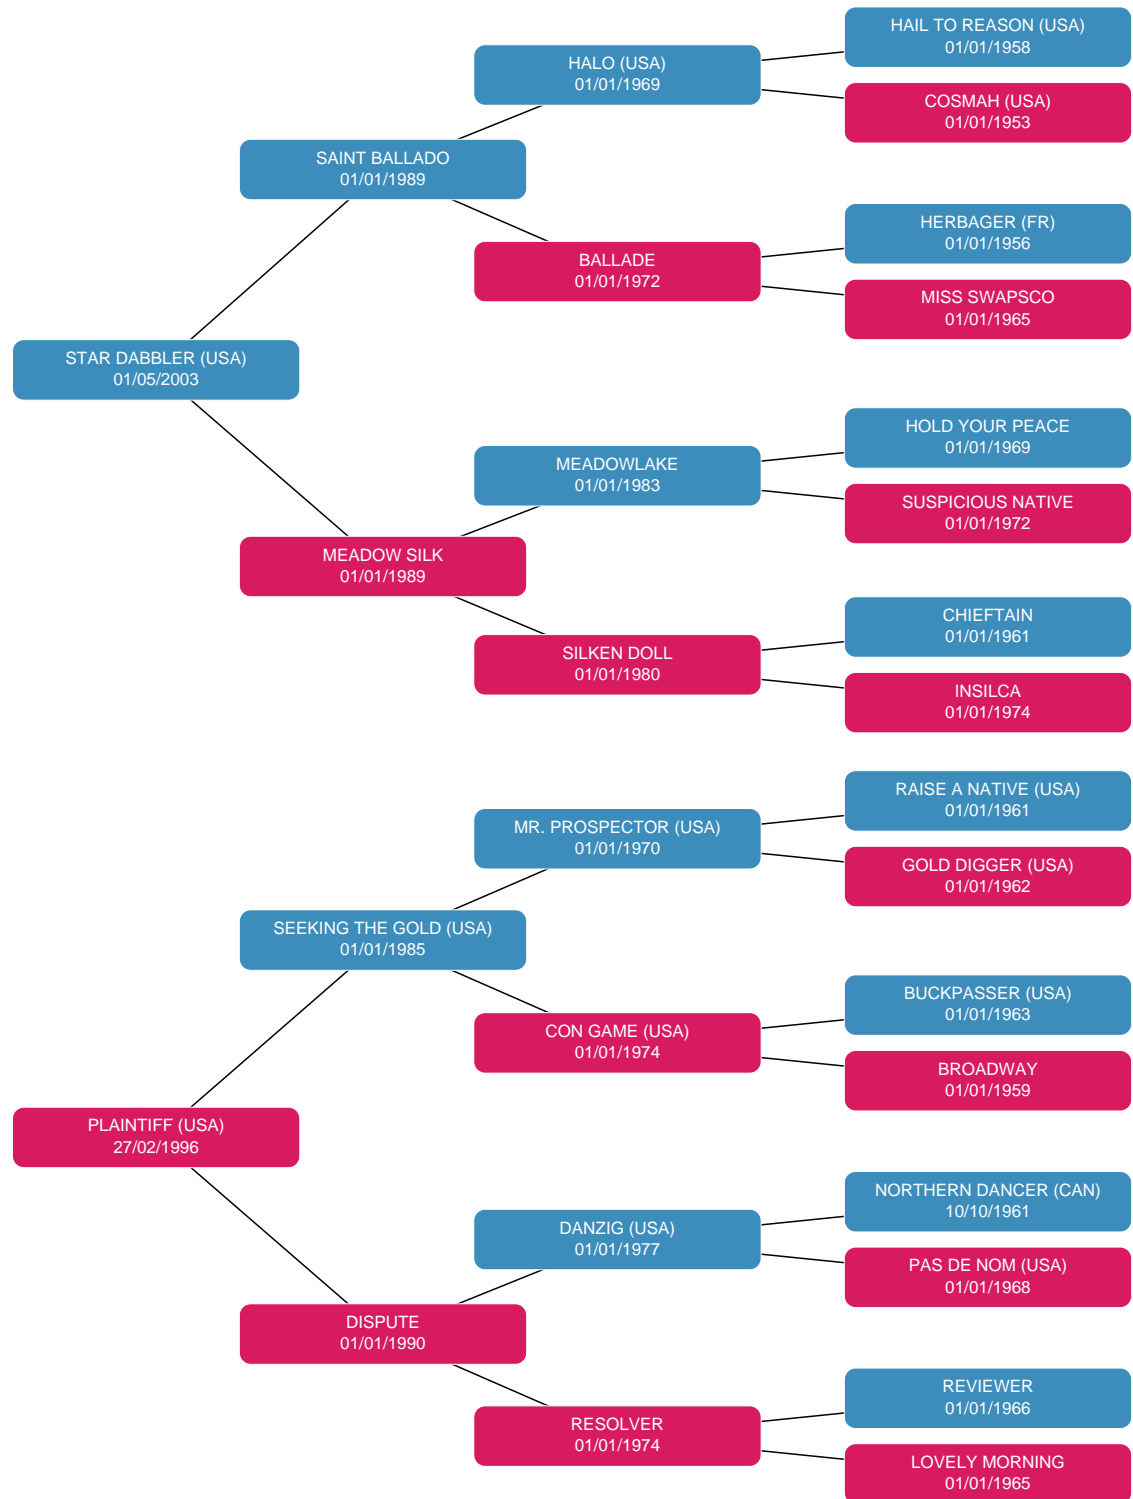 HAIL TO REASON (USA)
01/01/1958
HALO (USA)
01/01/1969
COSMAH (USA)
01/01/1953
SAINT BALLADO
01/01/1989
HERBAGER (FR)
01/01/1956
BALLADE
01/01/1972
MISS SWAPSCO
01/01/1965
STAR DABBLER (USA)
01/05/2003
HOLD YOUR PEACE
01/01/1969
MEADOWLAKE
01/01/1983
SUSPICIOUS NATIVE
01/01/1972
MEADOW SILK
01/01/1989
CHIEFTAIN
01/01/1961
SILKEN DOLL
01/01/1980
INSILCA
01/01/1974
RAISE A NATIVE (USA)
01/01/1961
MR. PROSPECTOR (USA)
01/01/1970
GOLD DIGGER (USA)
01/01/1962
SEEKING THE GOLD (USA)
01/01/1985
BUCKPASSER (USA)
01/01/1963
CON GAME (USA)
01/01/1974
BROADWAY
01/01/1959
PLAINTIFF (USA)
27/02/1996
NORTHERN DANCER (CAN)
10/10/1961
DANZIG (USA)
01/01/1977
PAS DE NOM (USA)
01/01/1968
DISPUTE
01/01/1990
REVIEWER
01/01/1966
RESOLVER
01/01/1974
LOVELY MORNING
01/01/1965